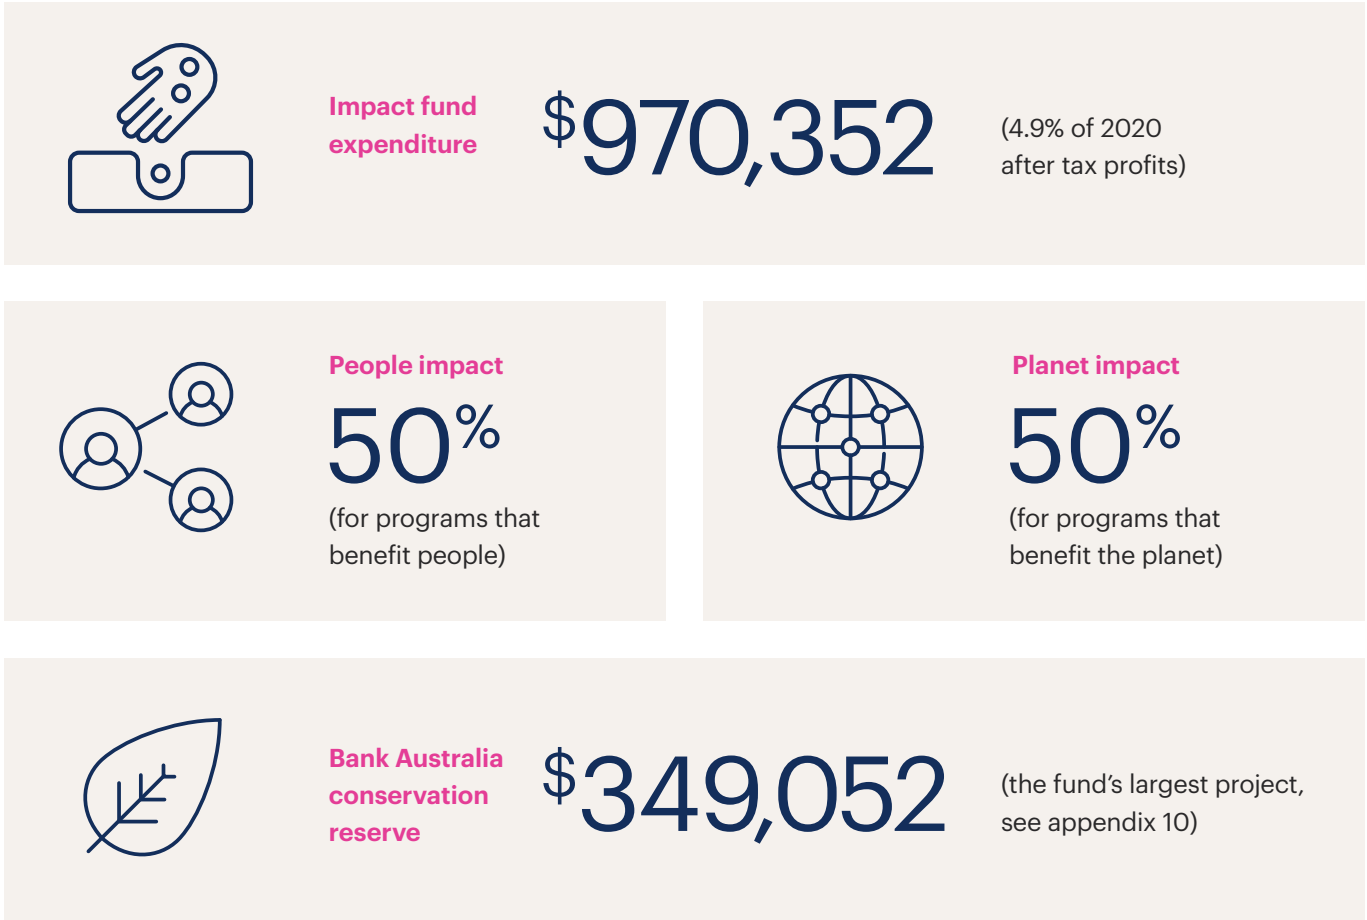 Impact fund
expenditure
$970,352
(4.9% of 2020
after tax profits)
People impact
50%
(for programs that
benefit people)
Planet impact
50%
(for programs that
benefit the planet)
Bank Australia
conservation
reserve
$349,052
(the fund’s largest project,
see appendix 10)